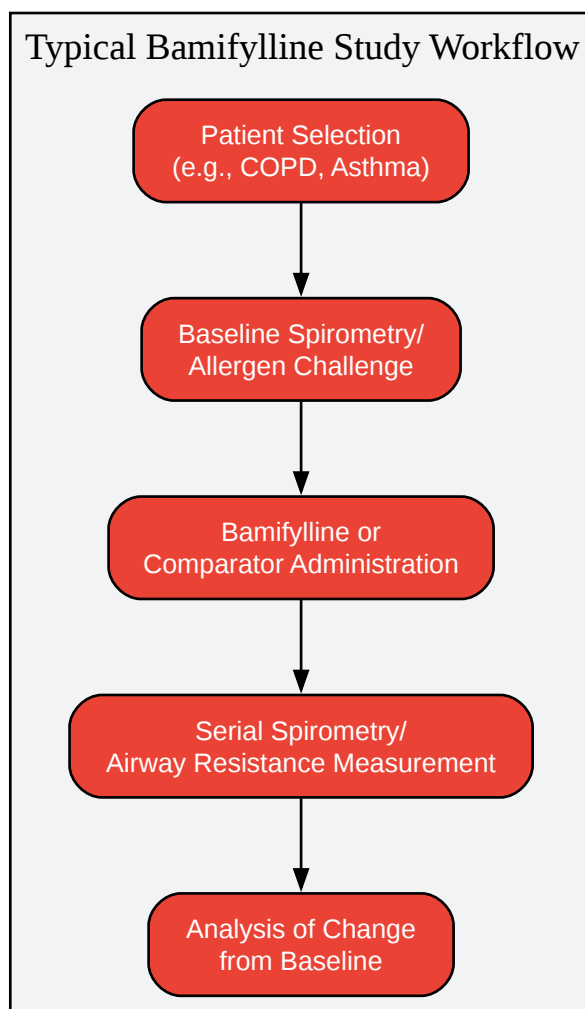 Typical Bamifylline Study Workflow
Patient Selection
(e.g., COPD, Asthma)
Baseline Spirometry/
Allergen Challenge
Bamifylline or
Comparator Administration
Serial Spirometry/
Airway Resistance Measurement
Analysis of Change
from Baseline